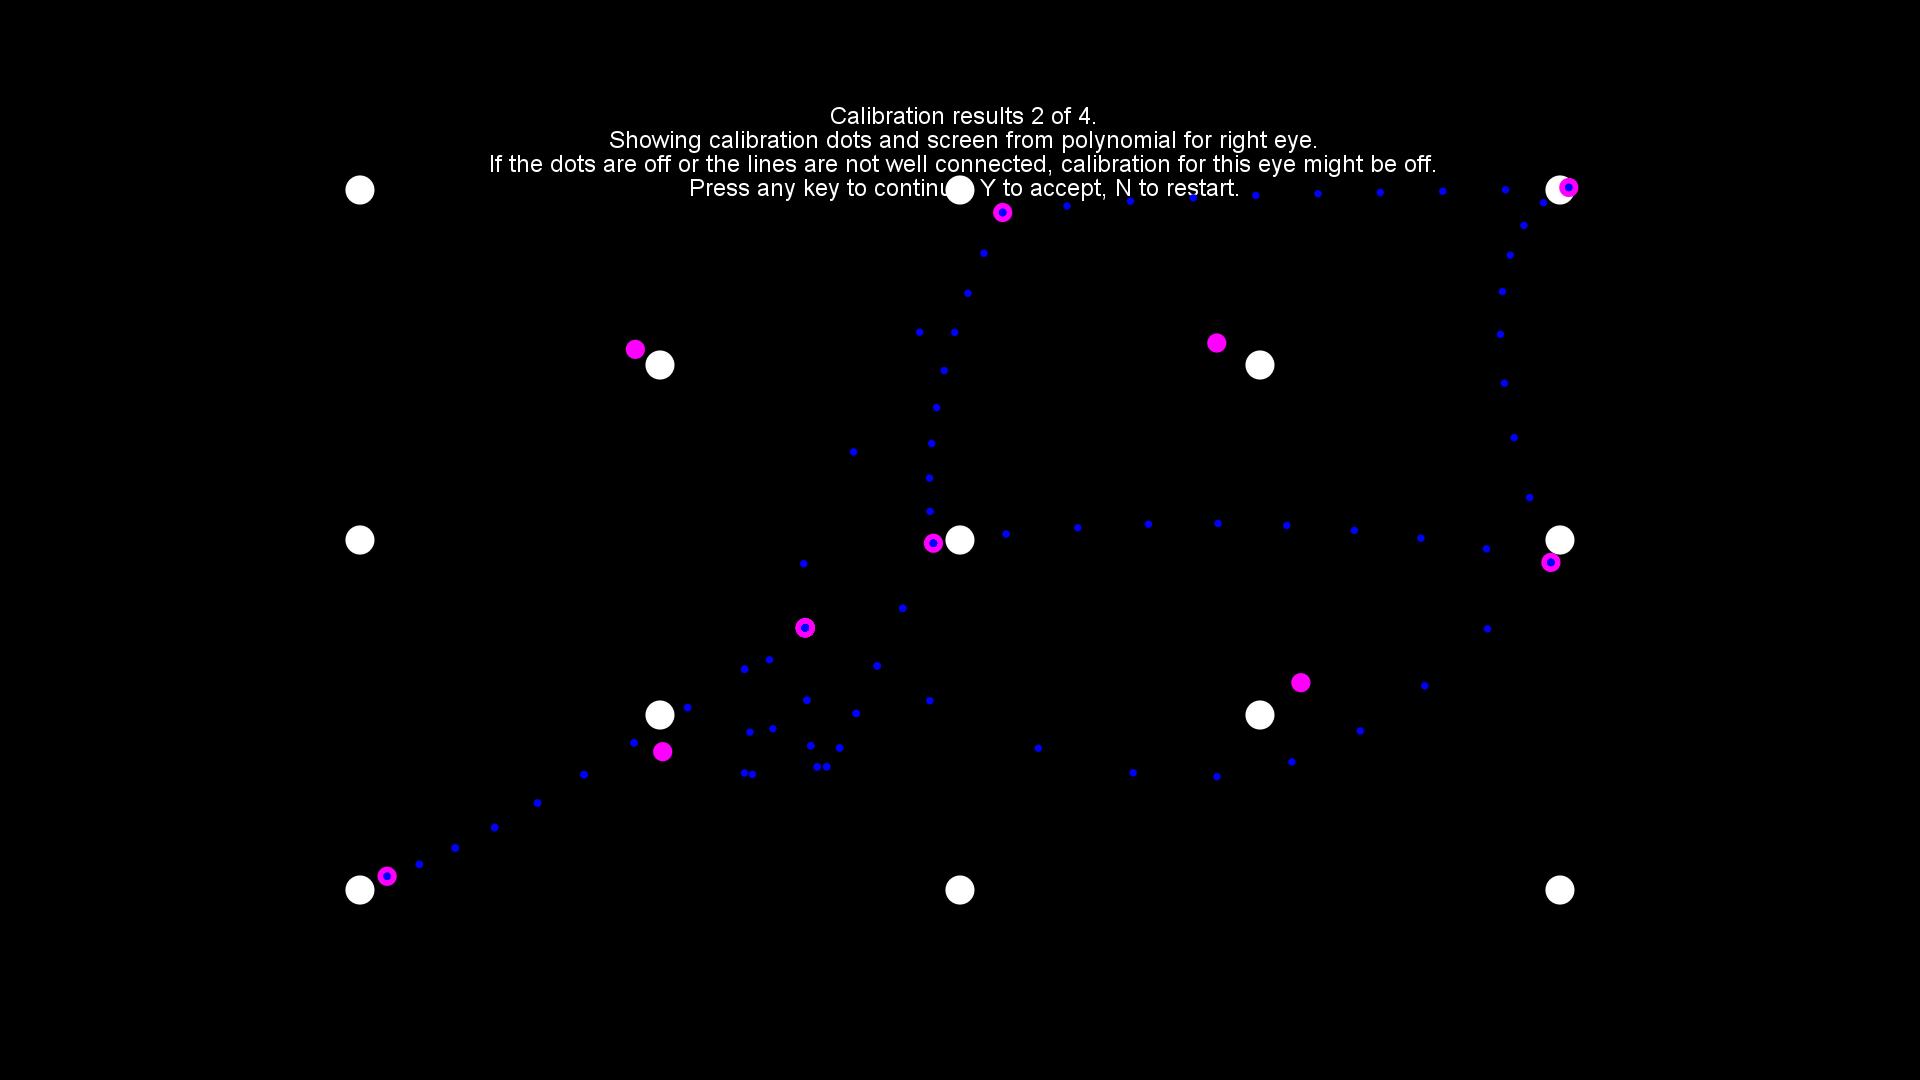 Calibration results 2 of 4.
Showing calibration dots and screen from polynomial for right eye.
If the dots are off or the lines are not well connected, calibration for this eye might be off.
Press any key to continue, Y to accept, N to restart.